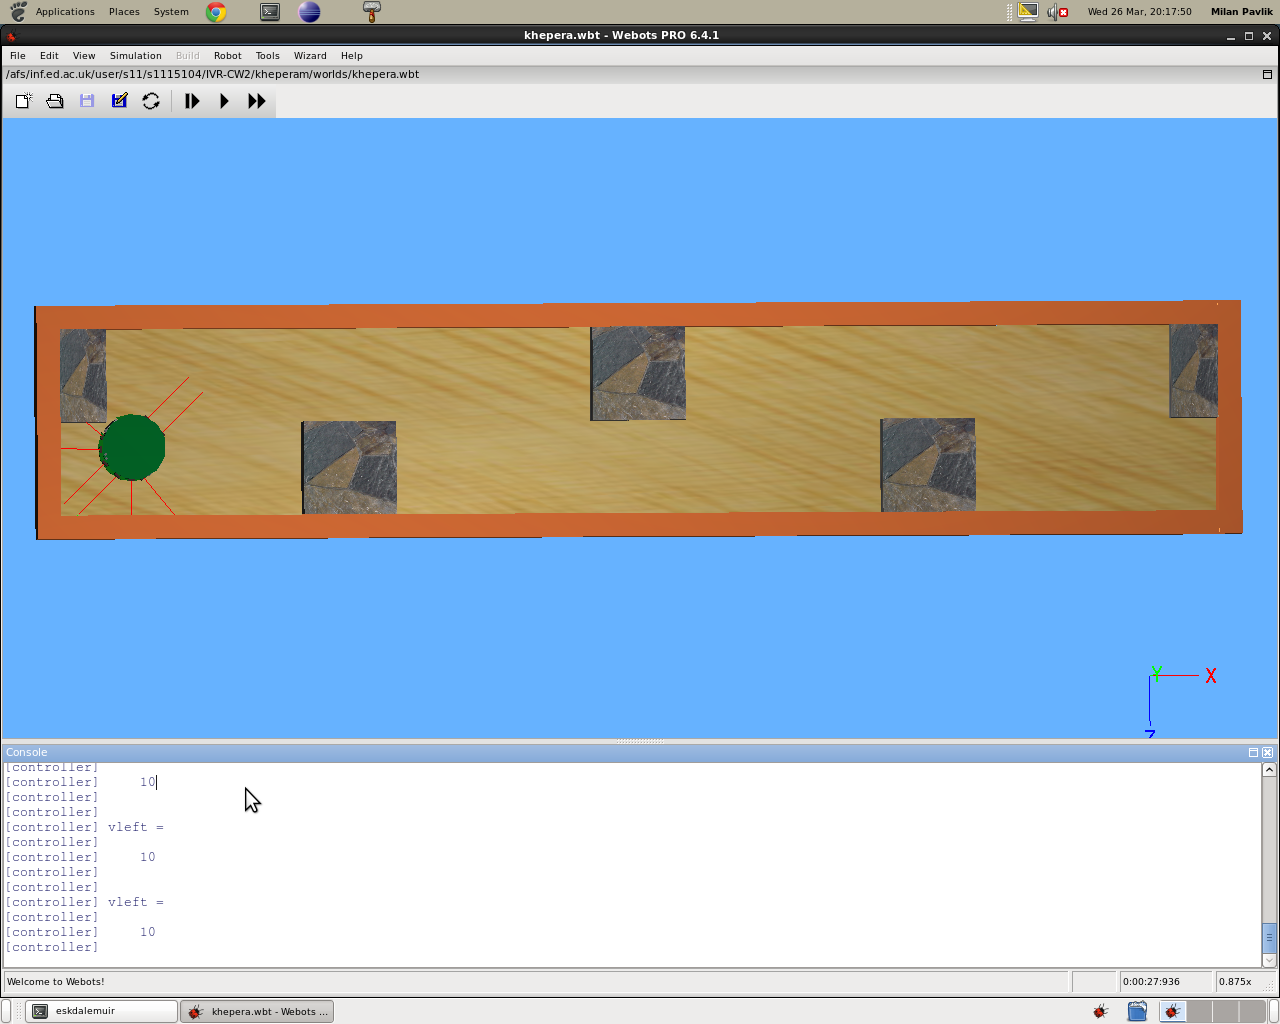 Applications Places System Wed 26 Mar, 20:17:50 Milan Pavlik
khepera.wbt - Webots PRO 6.4.1
File Edit View Simulation Build Robot Tools Wizard Help
/afs/inf.ed.ac.uk/user/s11/s1115104/IVR-CW2/kheperam/worlds/khepera.wbt
Y X
Z
Console
[controller]
[controller] 10
[controller]
[controller]
[controller] vleft =
[controller]
[controller] 10
[controller]
[controller]
[controller] vleft =
[controller]
[controller] 10
[controller]
Welcome to Webots! 0:00:27:936 0.875x
eskdalemuir khepera.wbt - Webots ...